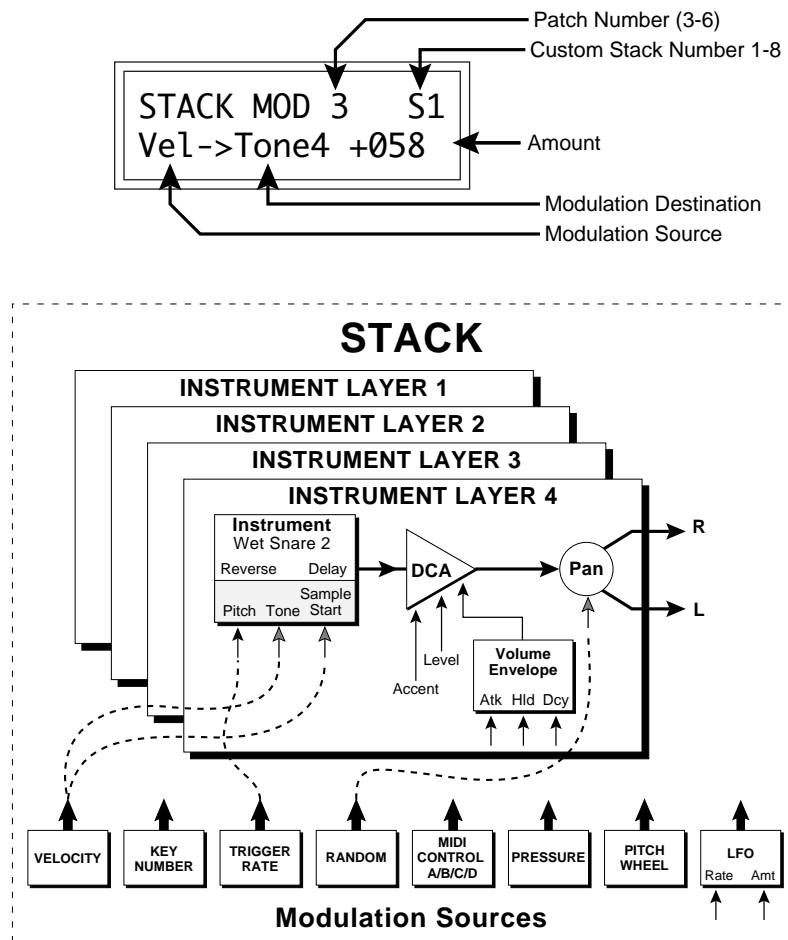 Patch Number (3-6)
Custom Stack Number 1-8
STACK MOD 3 S1
Vel->Tone4 +058
Amount
Modulation Destination
Modulation Source
STACK
INSTRUMENT LAYER 1
INSTRUMENT LAYER 2
INSTRUMENT LAYER 3
INSTRUMENT LAYER 4
Instrument
Wet Snare 2
Reverse Delay
Pitch Tone Sample
Start
DCA
Pan
R
L
Level
Accent
Volume
Envelope
Atk Hld Dcy
VELOCITY
KEY
NUMBER
TRIGGER
RATE
RANDOM
MIDI
CONTROL
A/B/C/D
PRESSURE
PITCH
WHEEL
LFO
Rate Amt
Modulation Sources